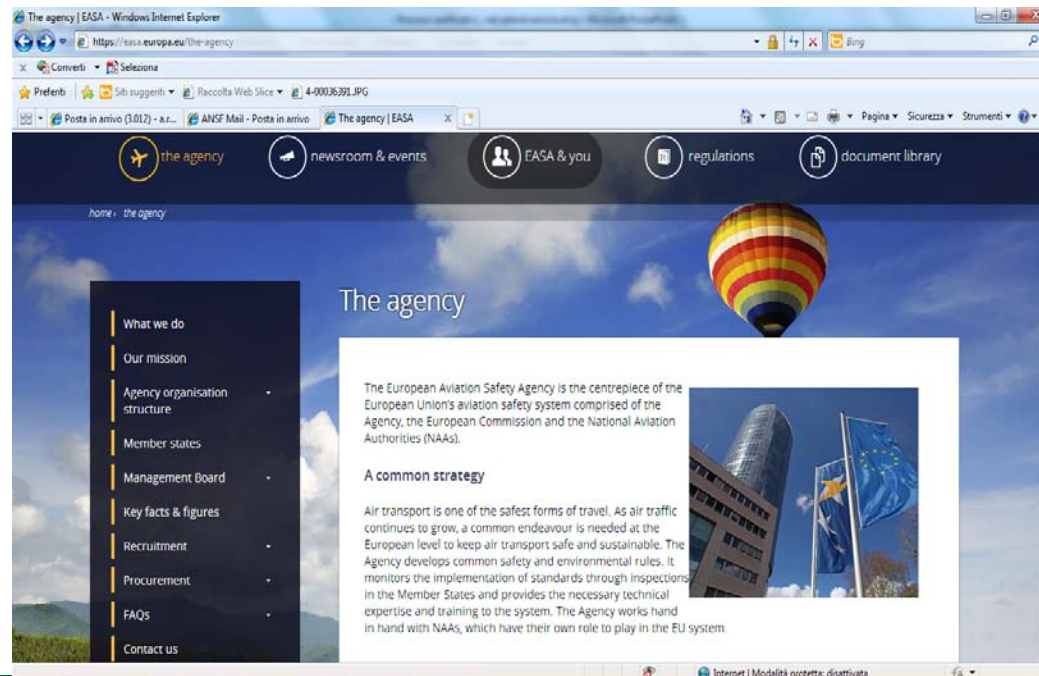 The agency | EASA - Windows Internet Explorer
https://easa.europa.eu/the-agency
Bing
x Converti Seleziona
Preferiti Siti suggeriti Raccolta Web Slice 4-00036391.JPG
Posta in arrivo (3.012) - a.r... ANSF Mail - Posta in arrivo The agency | EASA X
Pagina Sicurezza Strumenti
the agency newsroom & events EASA & you regulations document library
home › the agency
The agency
What we do
Our mission
Agency organisation
structure
Member states
Management Board
Key facts & figures
Recruitment
Procurement
FAQs
Contact us
The European Aviation Safety Agency is the centrepiece of the
European Union's aviation safety system comprised of the
Agency, the European Commission and the National Aviation
Authorities (NAAs).
A common strategy
Air transport is one of the safest forms of travel. As air traffic
continues to grow, a common endeavour is needed at the
European level to keep air transport safe and sustainable. The
Agency develops common safety and environmental rules. It
monitors the implementation of standards through inspections
in the Member States and provides the necessary technical
expertise and training to the system. The Agency works hand
in hand with NAAs, which have their own role to play in the EU system.
Internet | Modalità protetta: disattivata